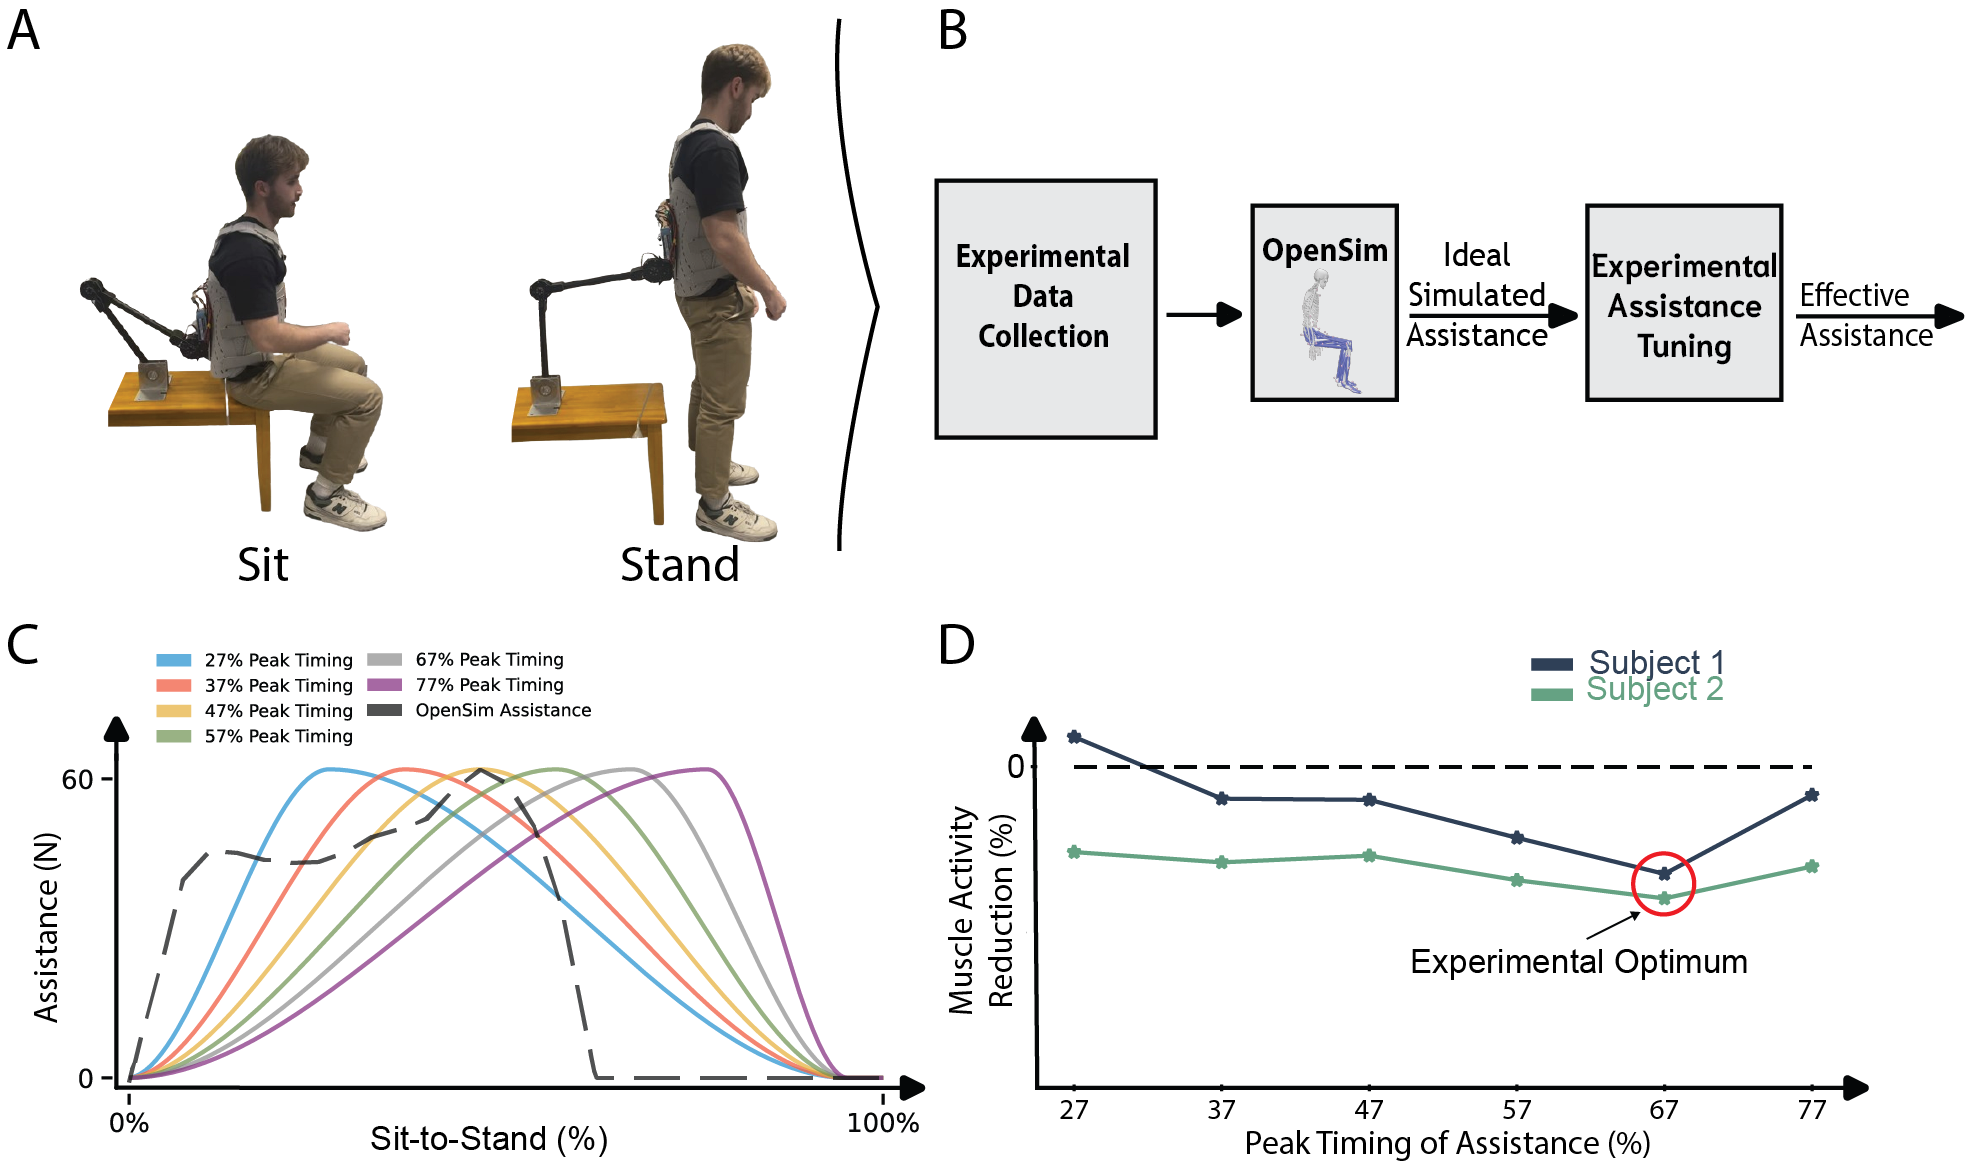 A
Sit
Stand
B
Experimental
Data
Collection
OpenSim
Ideal
Simulated
Assistance
Experimental
Assistance
Tuning
Effective
Assistance
C
27% Peak Timing
37% Peak Timing
47% Peak Timing
57% Peak Timing
67% Peak Timing
77% Peak Timing
OpenSim Assistance
Assistance (N)
60
0
0%
100%
Sit-to-Stand (%)
D
Subject 1
Subject 2
Muscle Activity
Reduction (%)
0
Experimental Optimum
27
37
47
57
67
77
Peak Timing of Assistance (%)